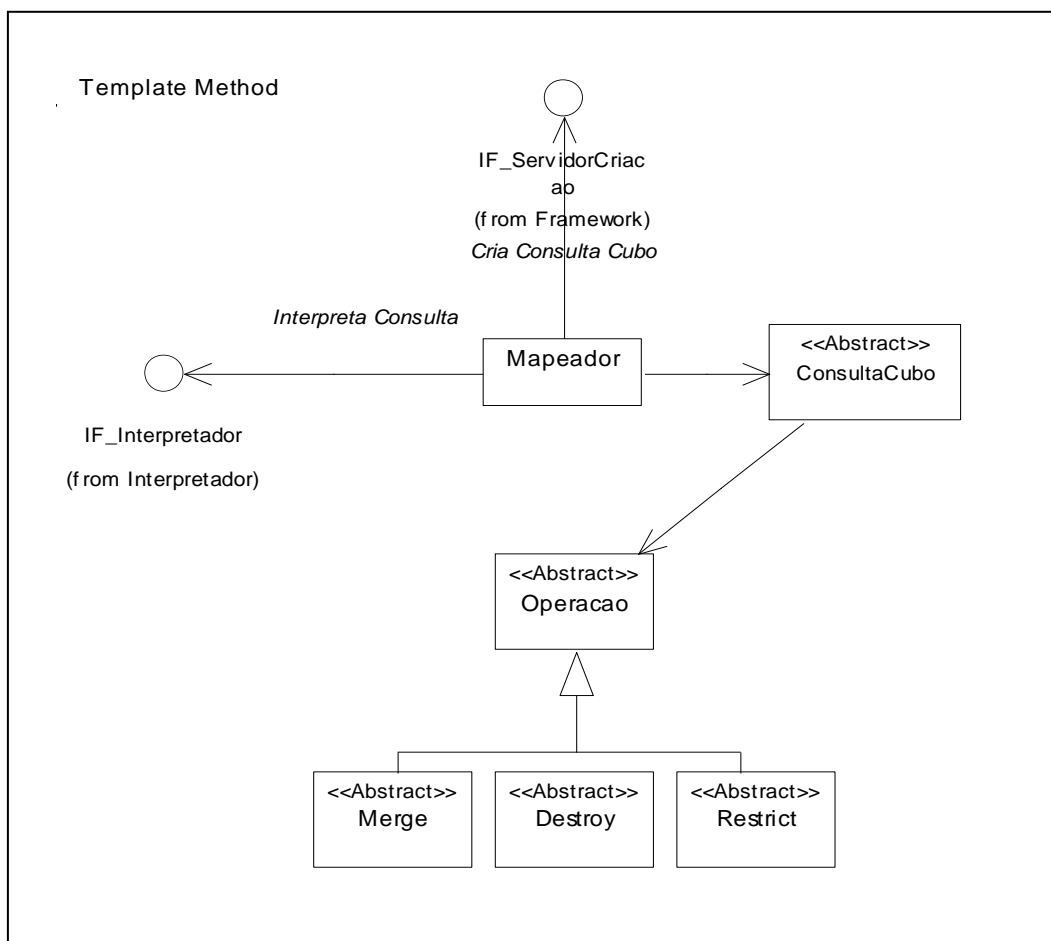 Template Method
IF_ServidorCriac
ao
(from Framework)
Cria Consulta Cubo
Interpreta Consulta
Mapeador
<<Abstract>>
ConsultaCubo
IF_Interpretador
(from Interpretador)
<<Abstract>>
Operacao
<<Abstract>>
Merge
<<Abstract>>
Destroy
<<Abstract>>
Restrict